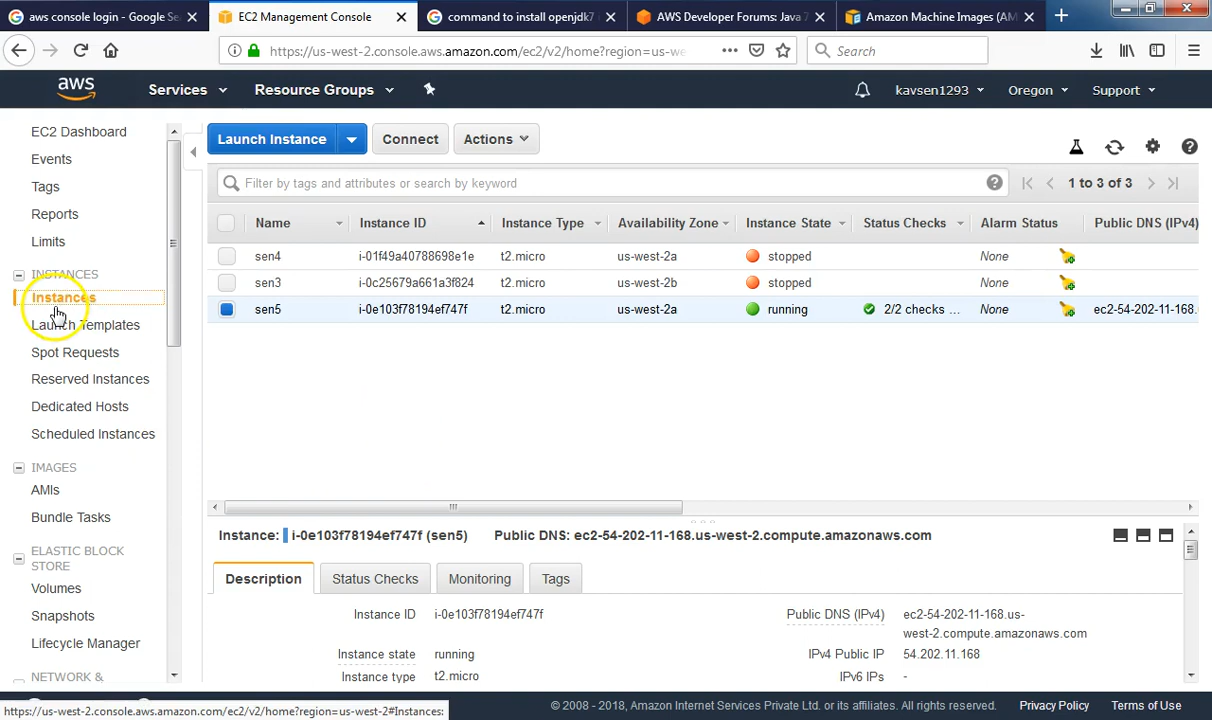 aws console login - Google Se
EC2 Management Console
command to install openjdk7
AWS Developer Forums: Java 7
Amazon Machine Images (AM
https://us-west-2.console.aws.amazon.com/ec2/v2/home?region=us-we
Search
aws
Services
Resource Groups
kavsen1293
Oregon
Support
EC2 Dashboard
Events
Tags
Reports
Limits
INSTANCES
Instances
Launch Templates
Spot Requests
Reserved Instances
Dedicated Hosts
Scheduled Instances
IMAGES
AMIs
Bundle Tasks
ELASTIC BLOCK
STORE
Volumes
Snapshots
Lifecycle Manager
NETWORK &
Launch Instance
Connect
Actions
Filter by tags and attributes or search by keyword
1 to 3 of 3
Name Instance ID Instance Type Availability Zone Instance State Status Checks Alarm Status Public DNS (IPv4)
sen4 i-01f49a40788698e1e t2.micro us-west-2a stopped None
sen3 i-0c25679a661a3f824 t2.micro us-west-2b stopped None
sen5 i-0e103f78194ef747f t2.micro us-west-2a running 2/2 checks ... None ec2-54-202-11-168.
Instance: i-0e103f78194ef747f (sen5) Public DNS: ec2-54-202-11-168.us-west-2.compute.amazonaws.com
Description
Status Checks
Monitoring
Tags
Instance ID i-0e103f78194ef747f
Instance state running
Instance type t2.micro
Public DNS (IPv4) ec2-54-202-11-168.us-
west-2.compute.amazonaws.com
IPv4 Public IP 54.202.11.168
IPv6 IPs -
https://us-west-2.console.aws.amazon.com/ec2/v2/home?region=us-west-2#Instances:
© 2008 - 2018, Amazon Internet Services Private Ltd. or its affiliates. All rights reserved.
Privacy Policy
Terms of Use